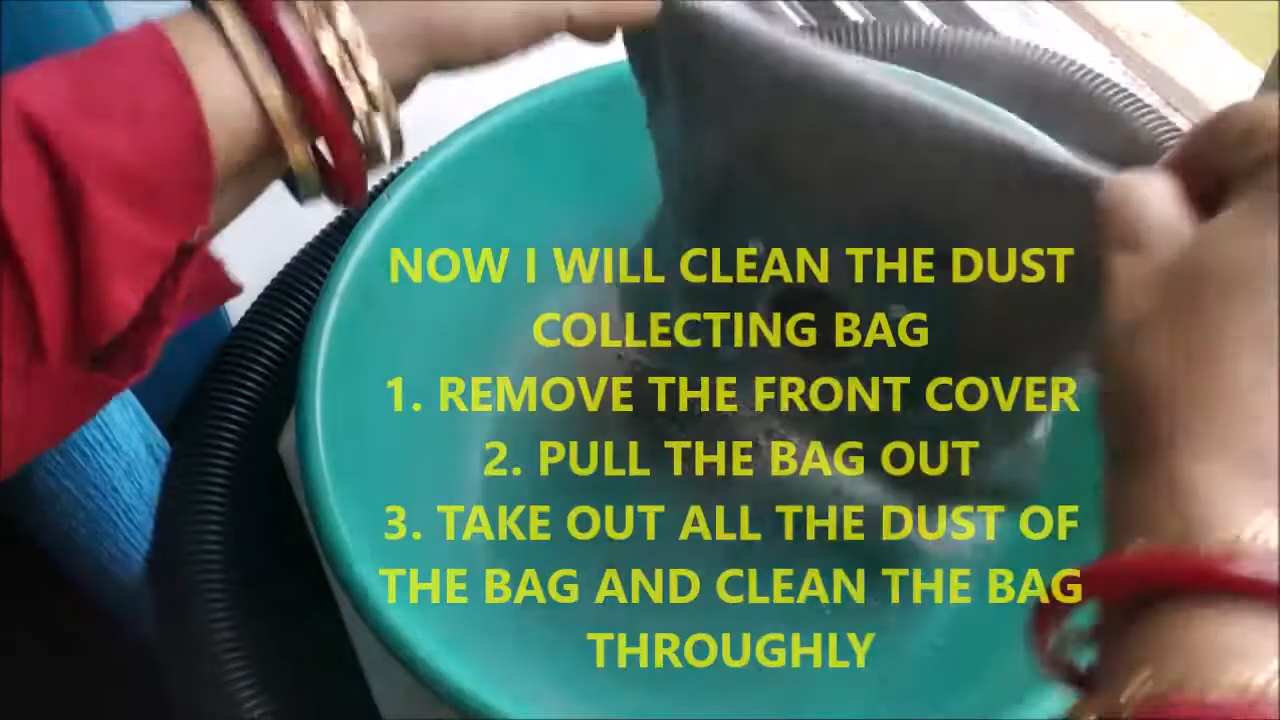 NOW I WILL CLEAN THE DUST
COLLECTING BAG
1. REMOVE THE FRONT COVER
2. PULL THE BAG OUT
3. TAKE OUT ALL THE DUST OF
THE BAG AND CLEAN THE BAG
THROUGHLY